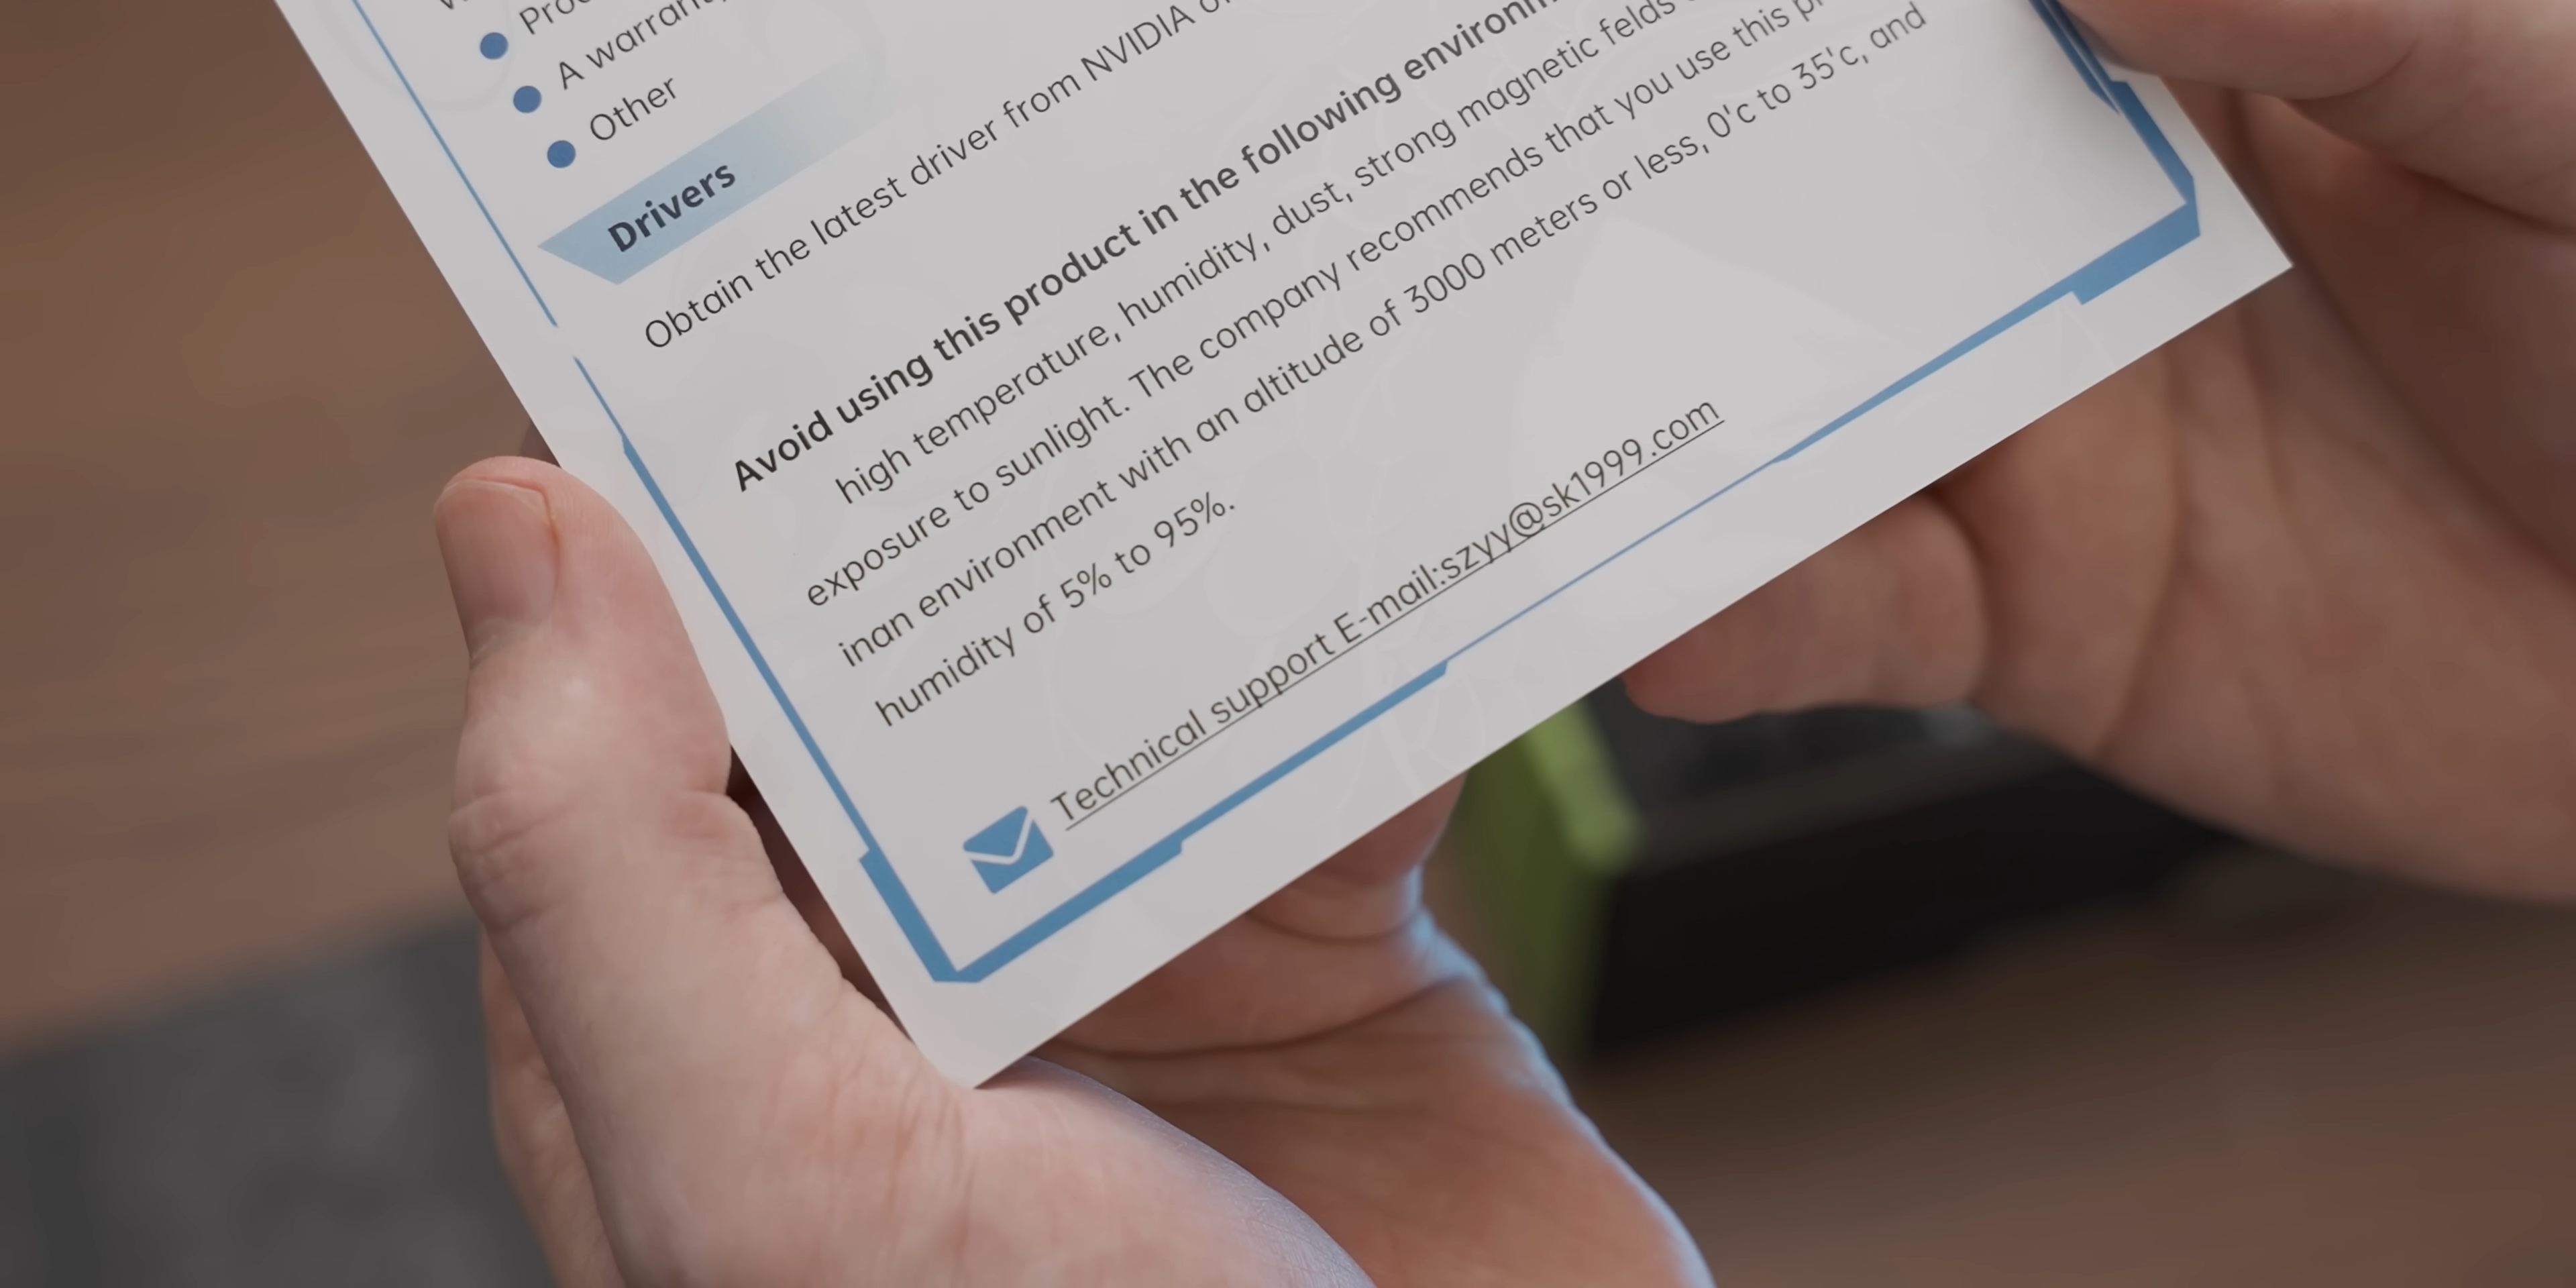 A warranty
Other
Drivers
Obtain the latest driver from NVIDIA
Avoid using this product in the following
high temperature, humidity, dust, strong magnetic felds
exposure to sunlight. The company recommends that you use this
inan environment with an altitude of 3000 meters or less, 0'c to 35'c, and
humidity of 5% to 95%.
Technical support E-mail:szyy@sk1999.com